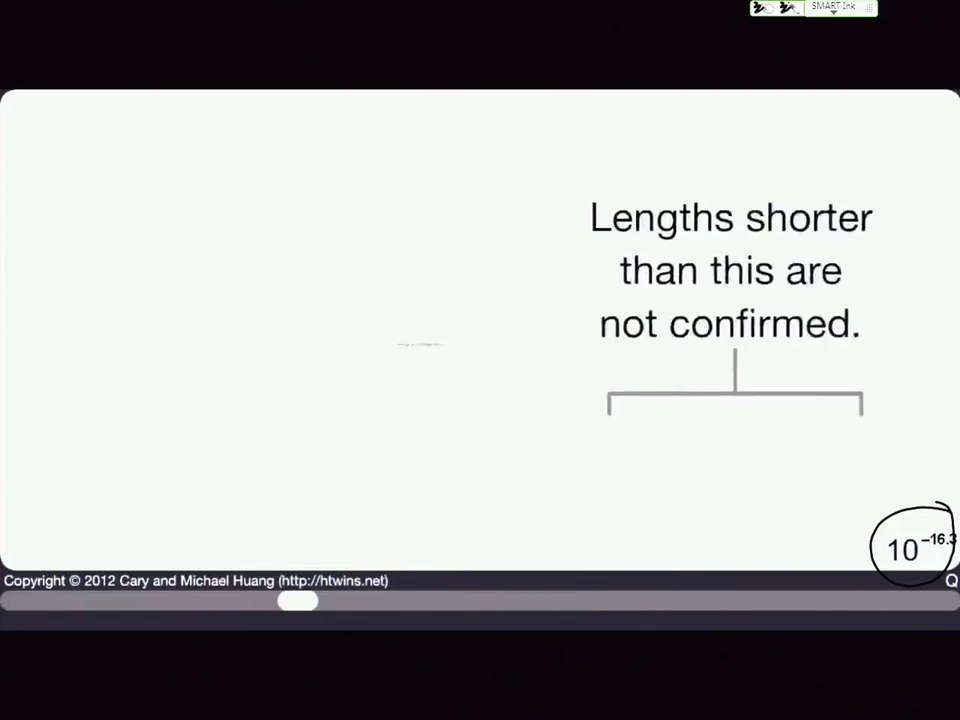 SMART Ink
Lengths shorter
than this are
not confirmed.
10^-16.3
Copyright © 2012 Cary and Michael Huang (http://htwins.net)
Q